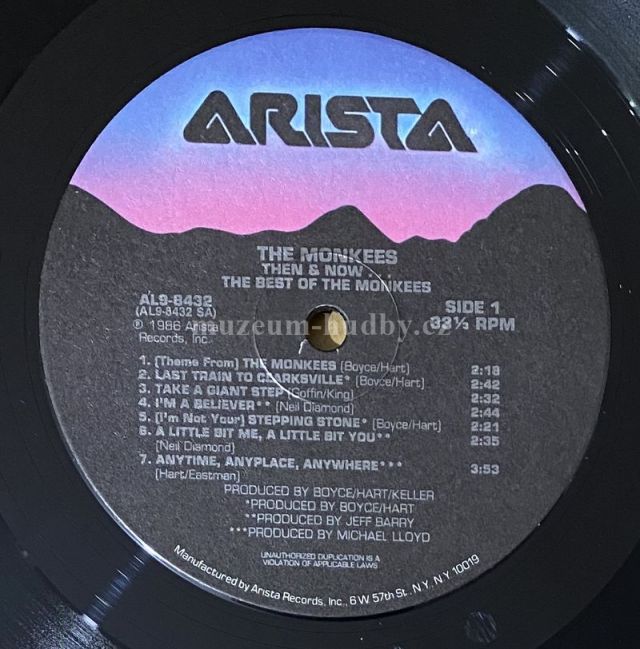 ARISTA
THE MONKEES
THEN & NOW . . .
THE BEST OF THE MONKEES
AL9-8432
(AL9-8432 SA)
℗ 1986 Arista
Records, Inc.
SIDE 1
33⅓ RPM
muzeum-hudby.cz
1. (Theme From) THE MONKEES (Boyce/Hart) 2:18
2. LAST TRAIN TO CLARKSVILLE* (Boyce/Hart) 2:42
3. TAKE A GIANT STEP (Goffin/King) 2:32
4. I'M A BELIEVER** (Neil Diamond) 2:44
5. (I'm Not Your) STEPPING STONE* (Boyce/Hart) 2:21
6. A LITTLE BIT ME, A LITTLE BIT YOU** 2:35
(Neil Diamond)
7. ANYTIME, ANYPLACE, ANYWHERE*** 3:53
(Hart/Eastman)
PRODUCED BY BOYCE/HART/KELLER
*PRODUCED BY BOYCE/HART
**PRODUCED BY JEFF BARRY
***PRODUCED BY MICHAEL LLOYD
UNAUTHORIZED DUPLICATION IS A
VIOLATION OF APPLICABLE LAWS
Manufactured by Arista Records, Inc., 6 W. 57th St., N.Y., N.Y. 10019